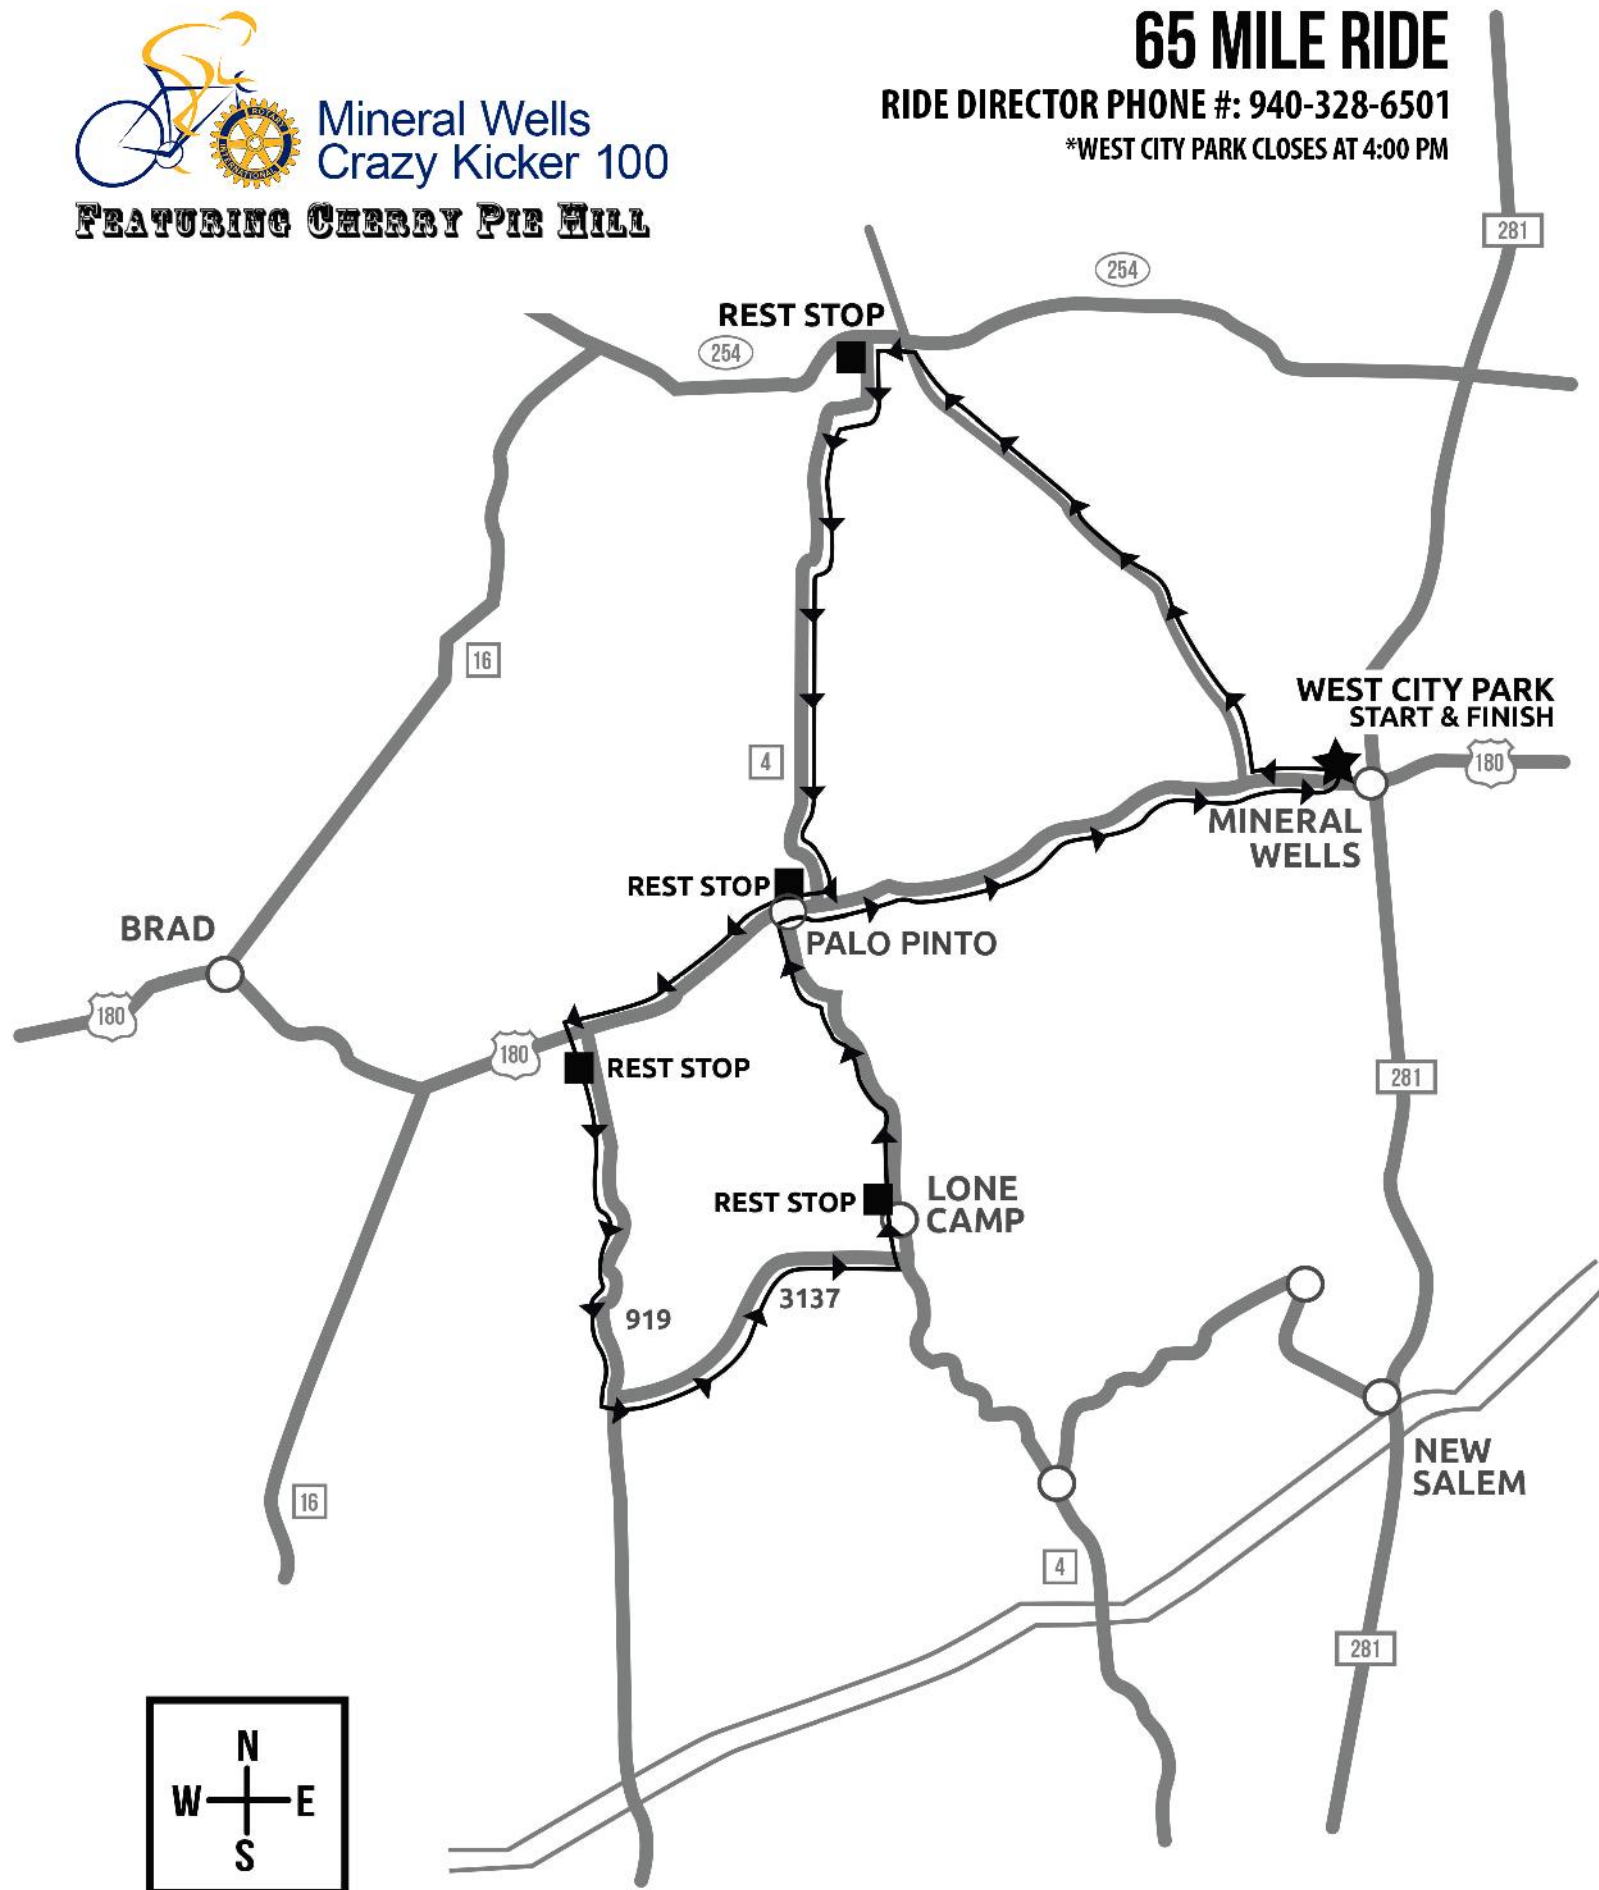 65 MILE RIDE
RIDE DIRECTOR PHONE #: 940-328-6501
*WEST CITY PARK CLOSES AT 4:00 PM
ROTARY
INTERNATIONAL
Mineral Wells
Crazy Kicker 100
FEATURING CHERRY PIE HILL
281
254
REST STOP
254
16
WEST CITY PARK
START & FINISH
4
180
MINERAL
WELLS
REST STOP
BRAD
PALO PINTO
180
180
REST STOP
281
REST STOP
LONE
CAMP
3137
919
NEW
SALEM
16
4
281
N
W
E
S